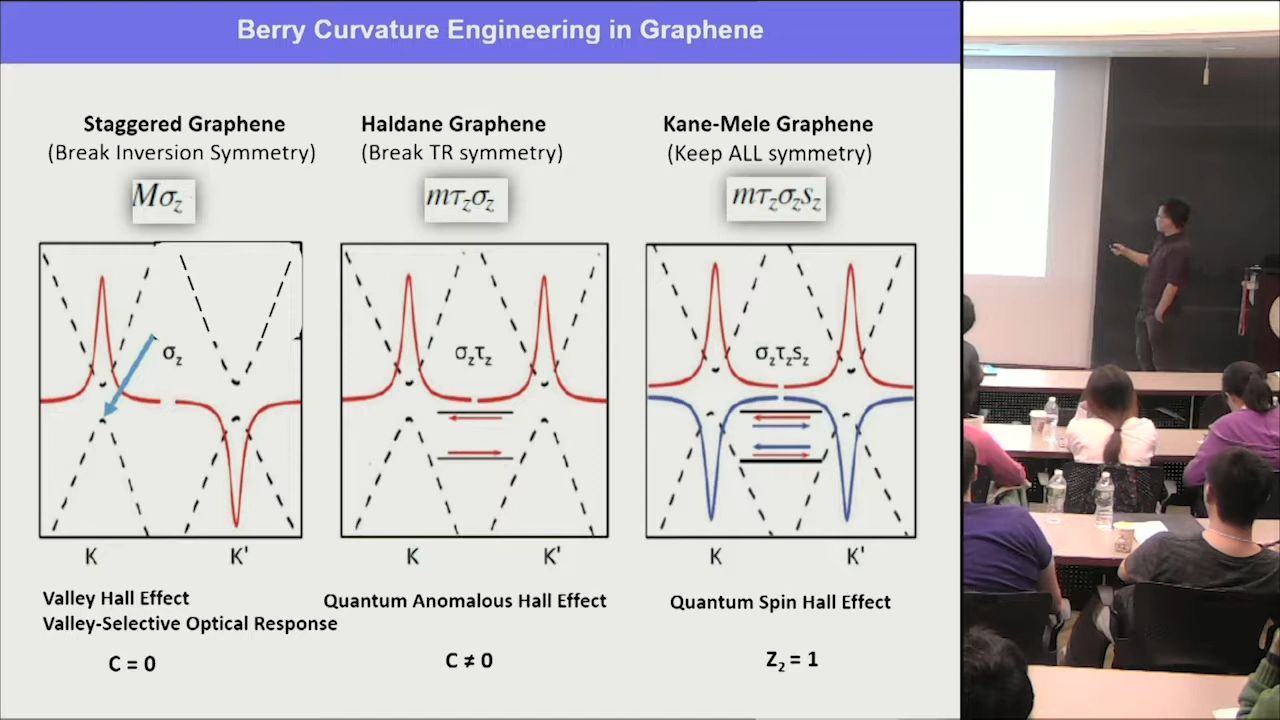 Berry Curvature Engineering in Graphene
Staggered Graphene
(Break Inversion Symmetry)
Mσz
σz
K K'
Valley Hall Effect
Valley-Selective Optical Response
C = 0
Haldane Graphene
(Break TR symmetry)
mτzσz
σzτz
K K'
Quantum Anomalous Hall Effect
C ≠ 0
Kane-Mele Graphene
(Keep ALL symmetry)
mτzσzsz
σzτzsz
K K'
Quantum Spin Hall Effect
Z2 = 1